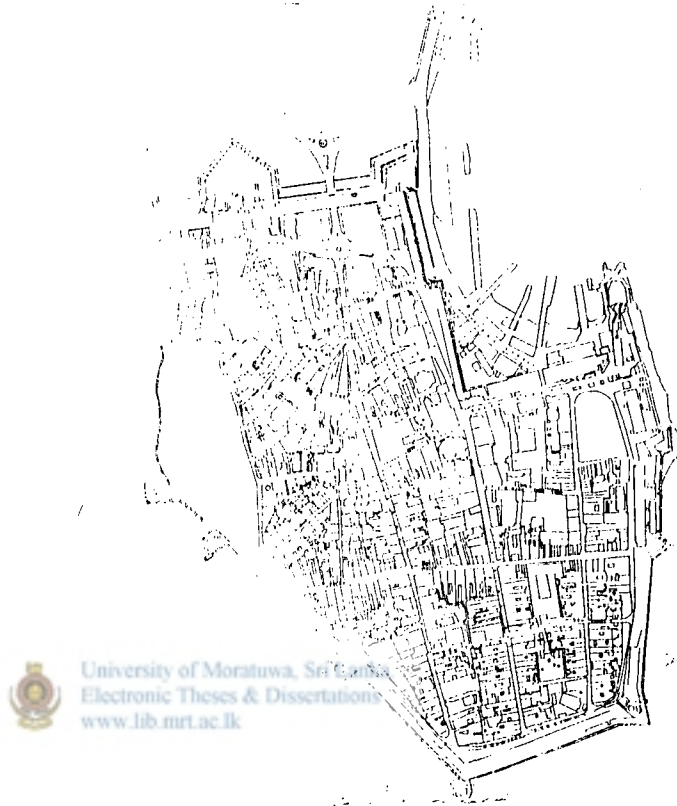 University of Moratuwa, Sri Lanka.
Electronic Theses & Dissertations
www.lib.mrt.ac.lk